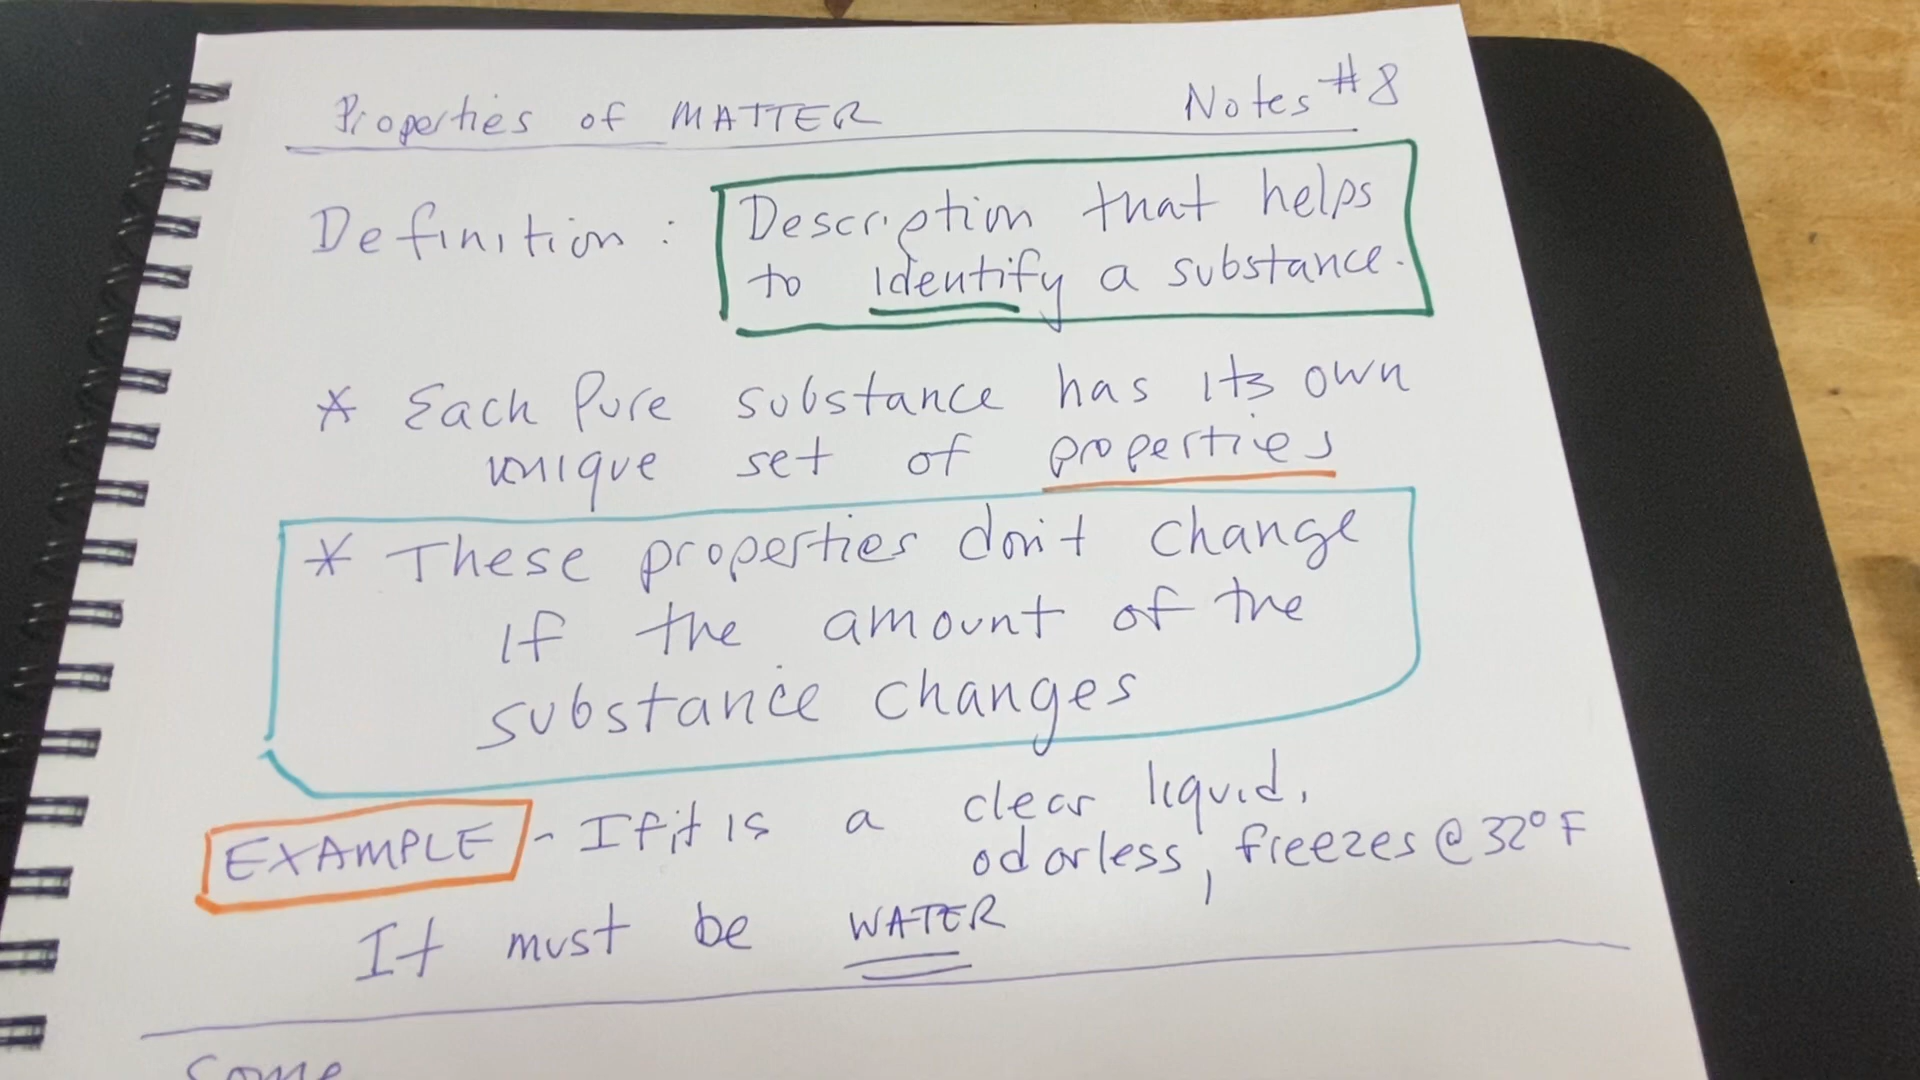 Properties of MATTER Notes #8
Definition: Description that helps
to identify a substance.
* Each Pure substance has its own
unique set of properties
* These properties don't change
if the amount of the
substance changes
EXAMPLE - If it is a clear liquid,
odorless, freezes @ 32°F
It must be WATER
Some